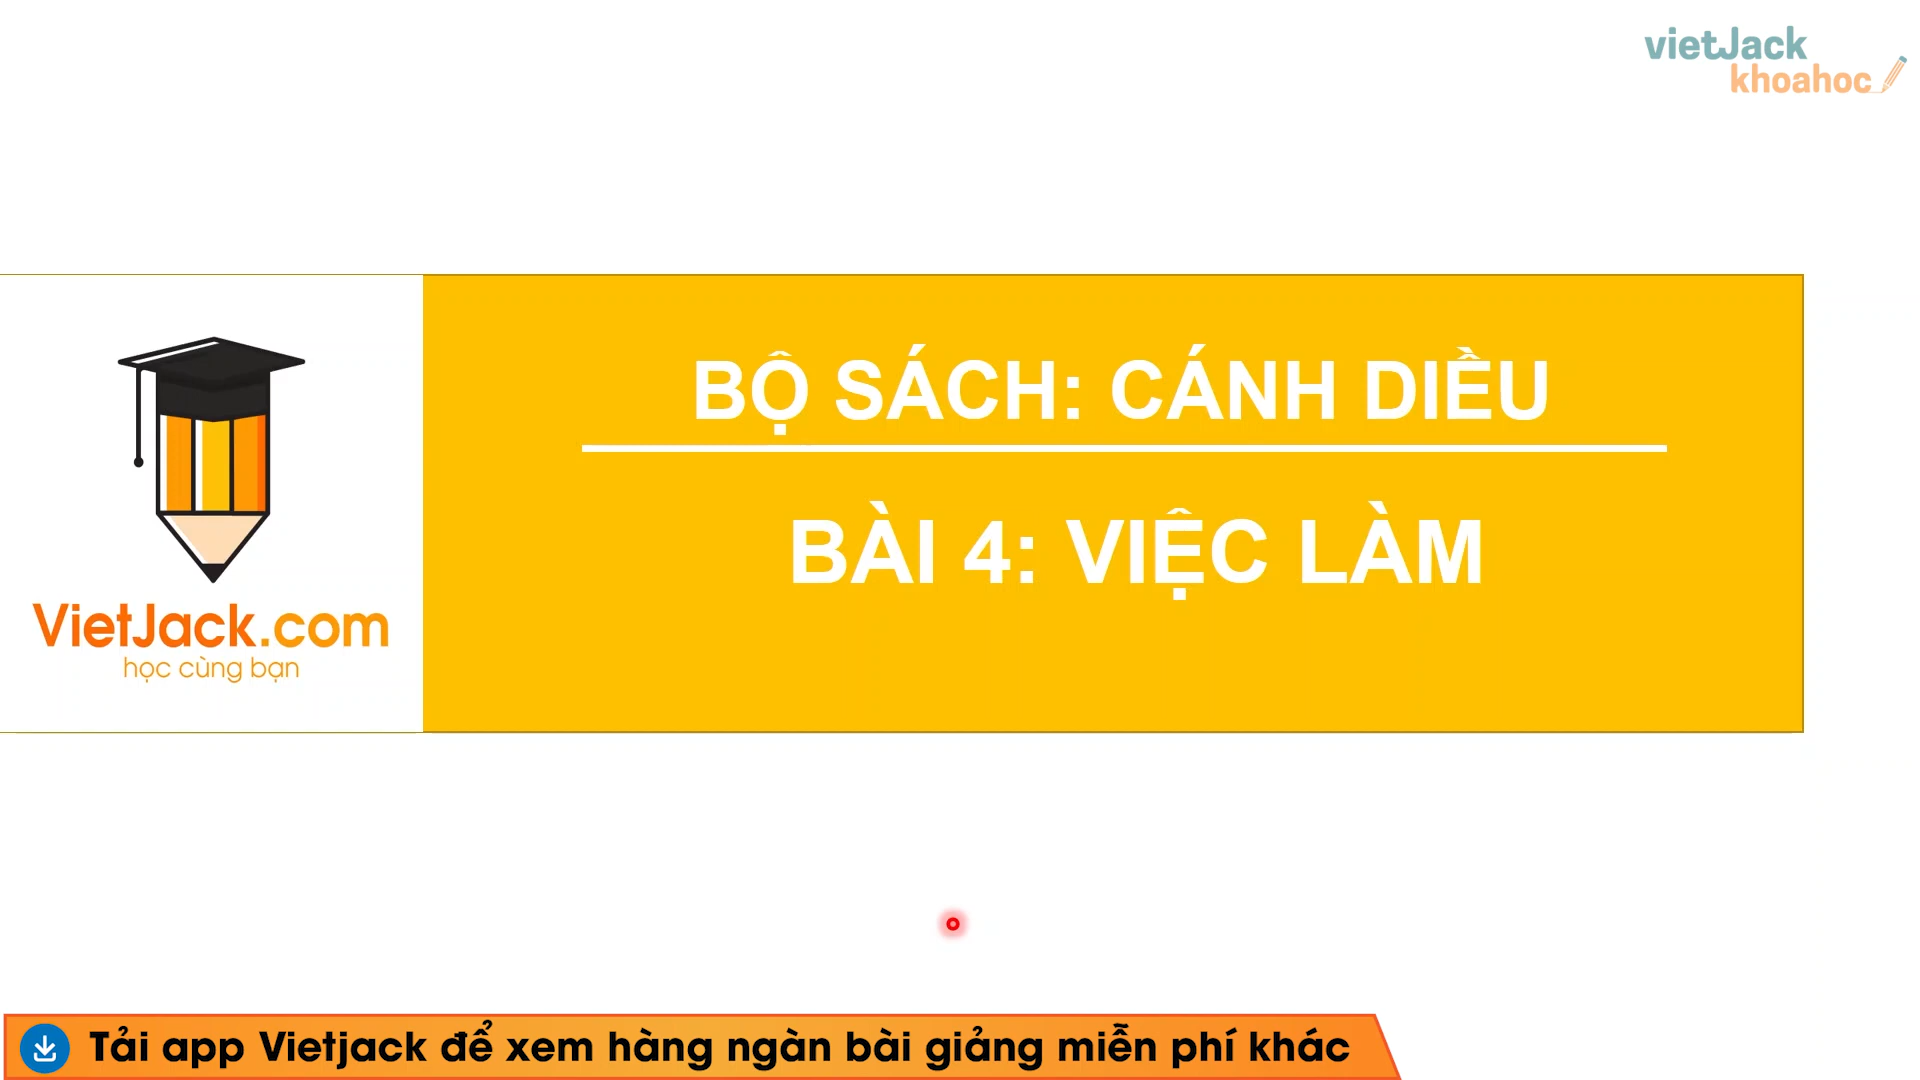 vietJack
khoahoc
BỘ SÁCH: CÁNH DIỀU
BÀI 4: VIỆC LÀM
VietJack.com
học cùng bạn
Tải app Vietjack để xem hàng ngàn bài giảng miễn phí khác